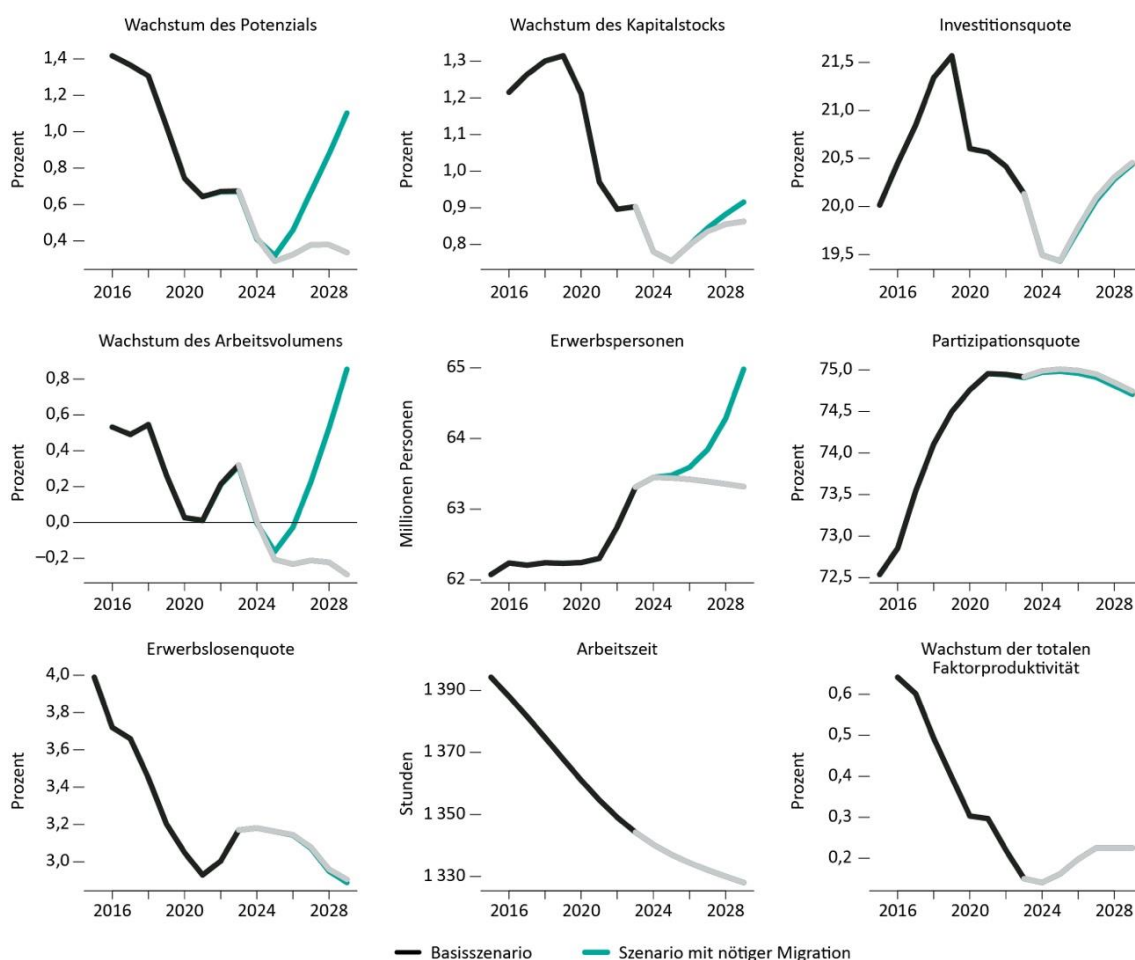 Wachstum des Potenzials
Prozent
1,4
1,2
1,0
0,8
0,6
0,4
2016 2020 2024 2028
Wachstum des Kapitalstocks
Prozent
1,3
1,2
1,1
1,0
0,9
0,8
2016 2020 2024 2028
Investitionsquote
Prozent
21,5
21,0
20,5
20,0
19,5
2016 2020 2024 2028
Wachstum des Arbeitsvolumens
Prozent
0,8
0,6
0,4
0,2
0,0
–0,2
2016 2020 2024 2028
Erwerbspersonen
Millionen Personen
65
64
63
62
2016 2020 2024 2028
Partizipationsquote
Prozent
75,0
74,5
74,0
73,5
73,0
72,5
2016 2020 2024 2028
Erwerbslosenquote
Prozent
4,0
3,8
3,6
3,4
3,2
3,0
2016 2020 2024 2028
Arbeitszeit
Stunden
1 390
1 370
1 350
1 330
2016 2020 2024 2028
Wachstum der totalen
Faktorproduktivität
Prozent
0,6
0,5
0,4
0,3
0,2
2016 2020 2024 2028
Basisszenario Szenario mit nötiger Migration